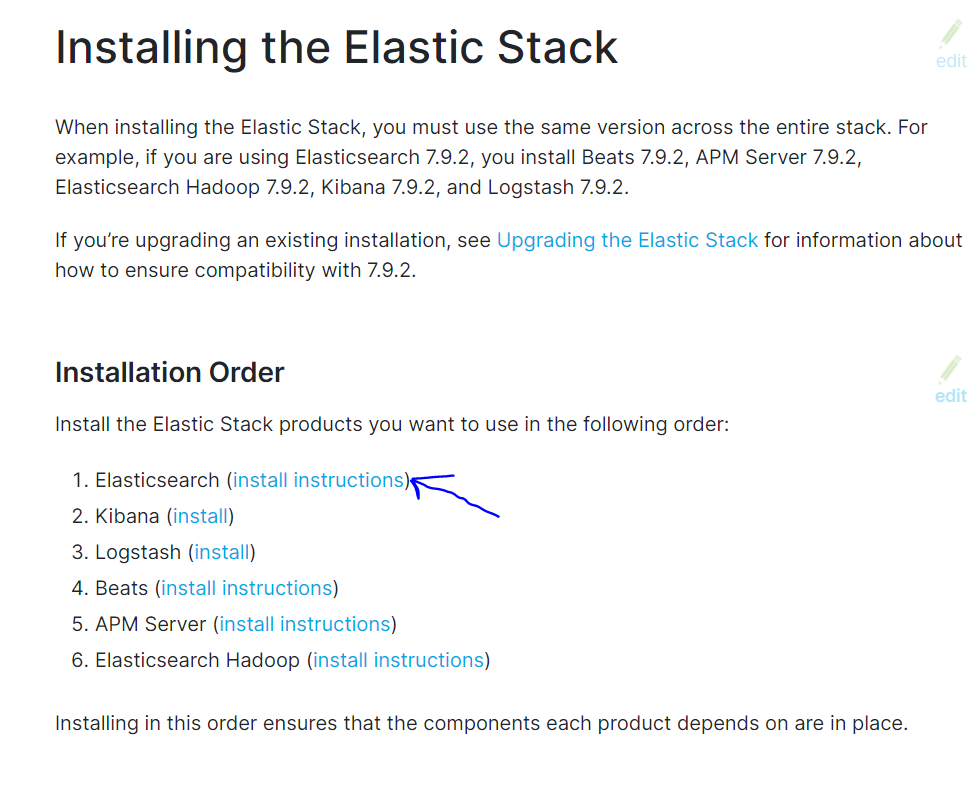 Installing the Elastic Stack
edit
When installing the Elastic Stack, you must use the same version across the entire stack. For
example, if you are using Elasticsearch 7.9.2, you install Beats 7.9.2, APM Server 7.9.2,
Elasticsearch Hadoop 7.9.2, Kibana 7.9.2, and Logstash 7.9.2.
If you’re upgrading an existing installation, see Upgrading the Elastic Stack for information about
how to ensure compatibility with 7.9.2.
Installation Order
edit
Install the Elastic Stack products you want to use in the following order:
1. Elasticsearch (install instructions)
2. Kibana (install)
3. Logstash (install)
4. Beats (install instructions)
5. APM Server (install instructions)
6. Elasticsearch Hadoop (install instructions)
Installing in this order ensures that the components each product depends on are in place.